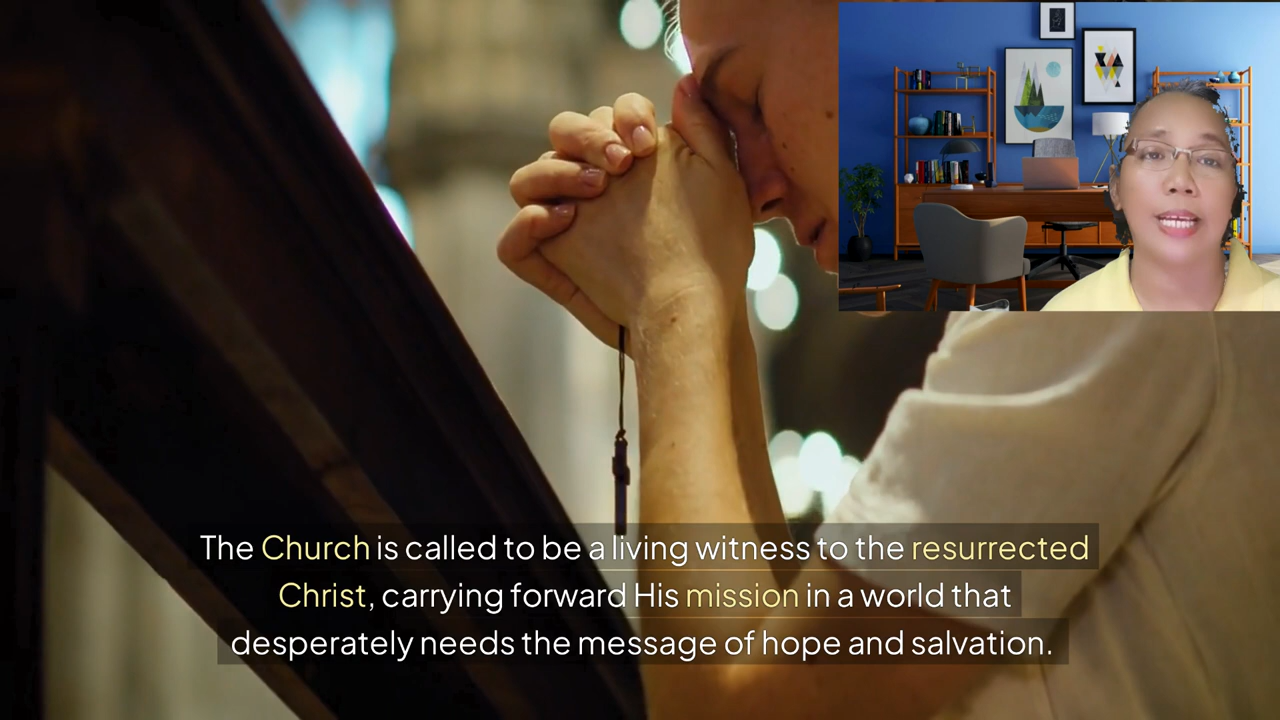 The Church is called to be a living witness to the resurrected
Christ, carrying forward His mission in a world that
desperately needs the message of hope and salvation.